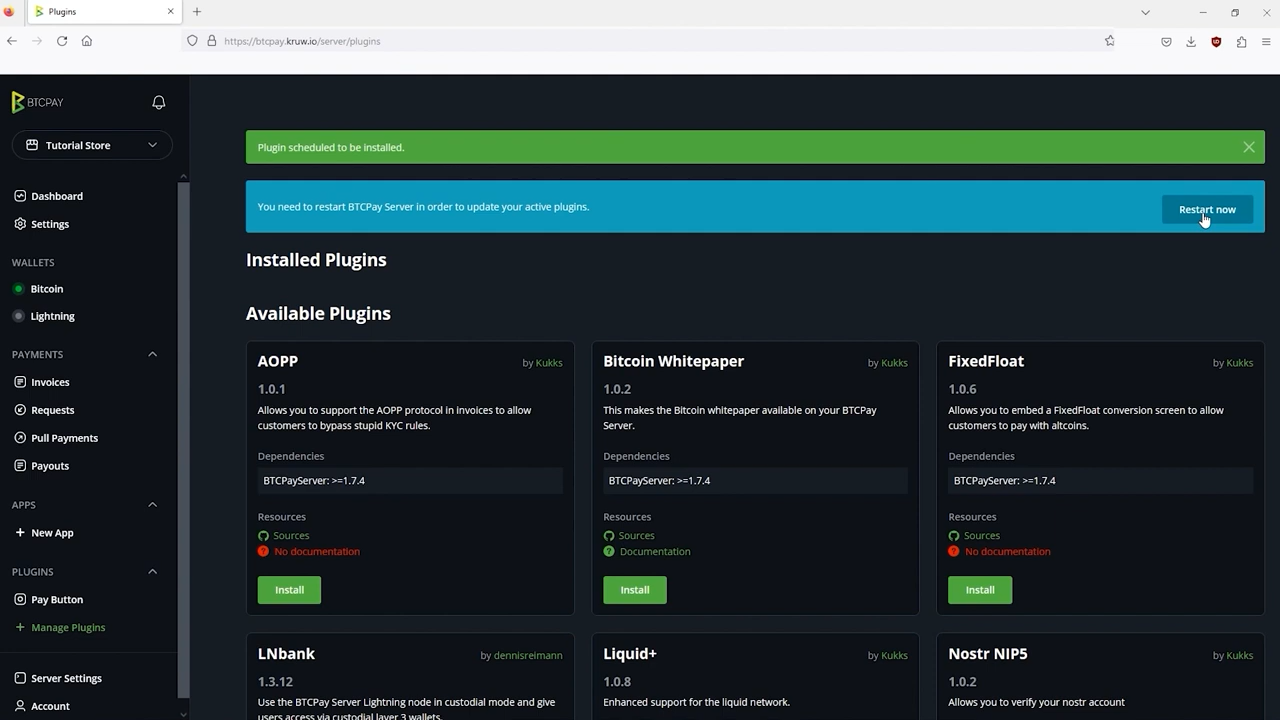 Plugins
https://btcpay.kruw.io/server/plugins
BTCPAY
Tutorial Store
Dashboard
Settings
WALLETS
Bitcoin
Lightning
PAYMENTS
Invoices
Requests
Pull Payments
Payouts
APPS
New App
PLUGINS
Pay Button
Manage Plugins
Server Settings
Account
Plugin scheduled to be installed.
You need to restart BTCPay Server in order to update your active plugins.
Restart now
Installed Plugins
Available Plugins
AOPP
by Kukks
1.0.1
Allows you to support the AOPP protocol in invoices to allow
customers to bypass stupid KYC rules.
Dependencies
BTCPayServer: >=1.7.4
Resources
Sources
No documentation
Install
Bitcoin Whitepaper
by Kukks
1.0.2
This makes the Bitcoin whitepaper available on your BTCPay
Server.
Dependencies
BTCPayServer: >=1.7.4
Resources
Sources
Documentation
Install
FixedFloat
by Kukks
1.0.6
Allows you to embed a FixedFloat conversion screen to allow
customers to pay with altcoins.
Dependencies
BTCPayServer: >=1.7.4
Resources
Sources
No documentation
Install
LNbank
by dennisreimann
1.3.12
Use the BTCPay Server Lightning node in custodial mode and give
users access via custodial layer 3 wallets.
Liquid+
by Kukks
1.0.8
Enhanced support for the liquid network.
Nostr NIP5
by Kukks
1.0.2
Allows you to verify your nostr account